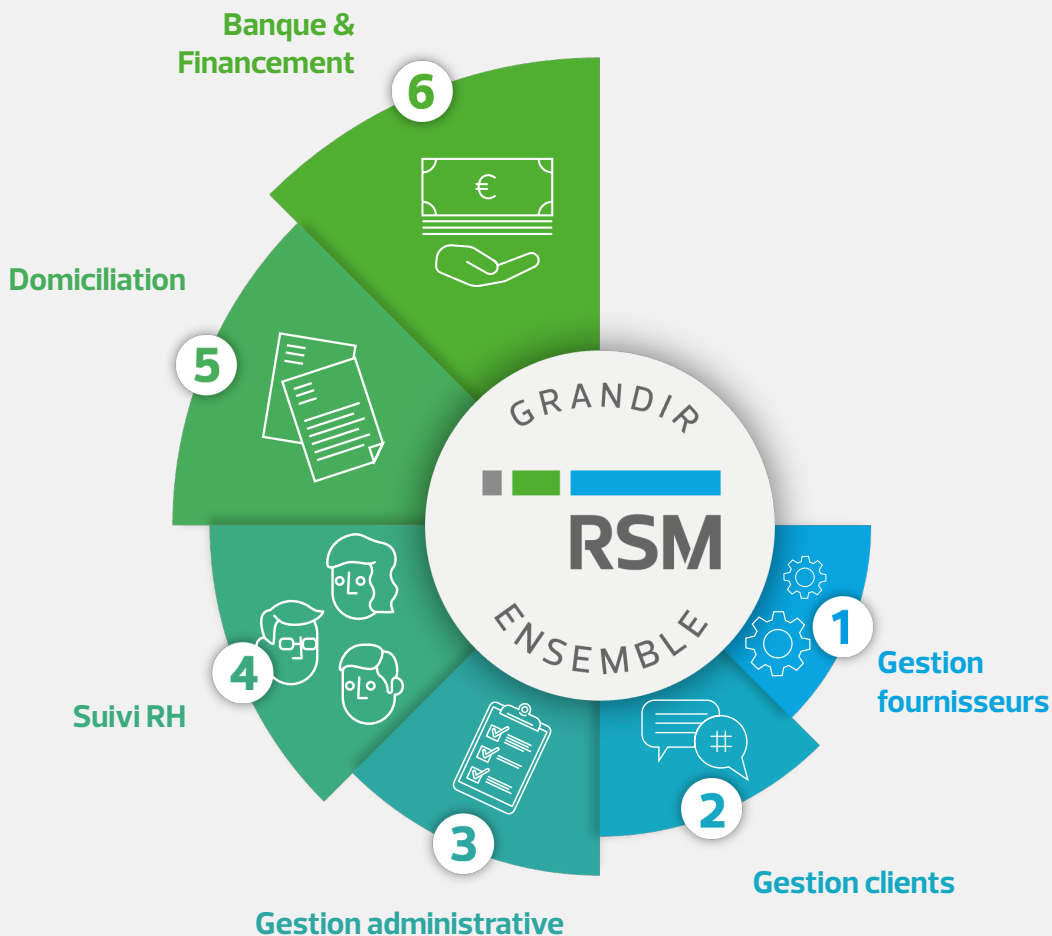 Banque &
Financement
6
€
Domiciliation
5
GRANDIR
RSM
ENSEMBLE
1
Gestion
fournisseurs
4
Suivi RH
#
2
3
Gestion clients
Gestion administrative